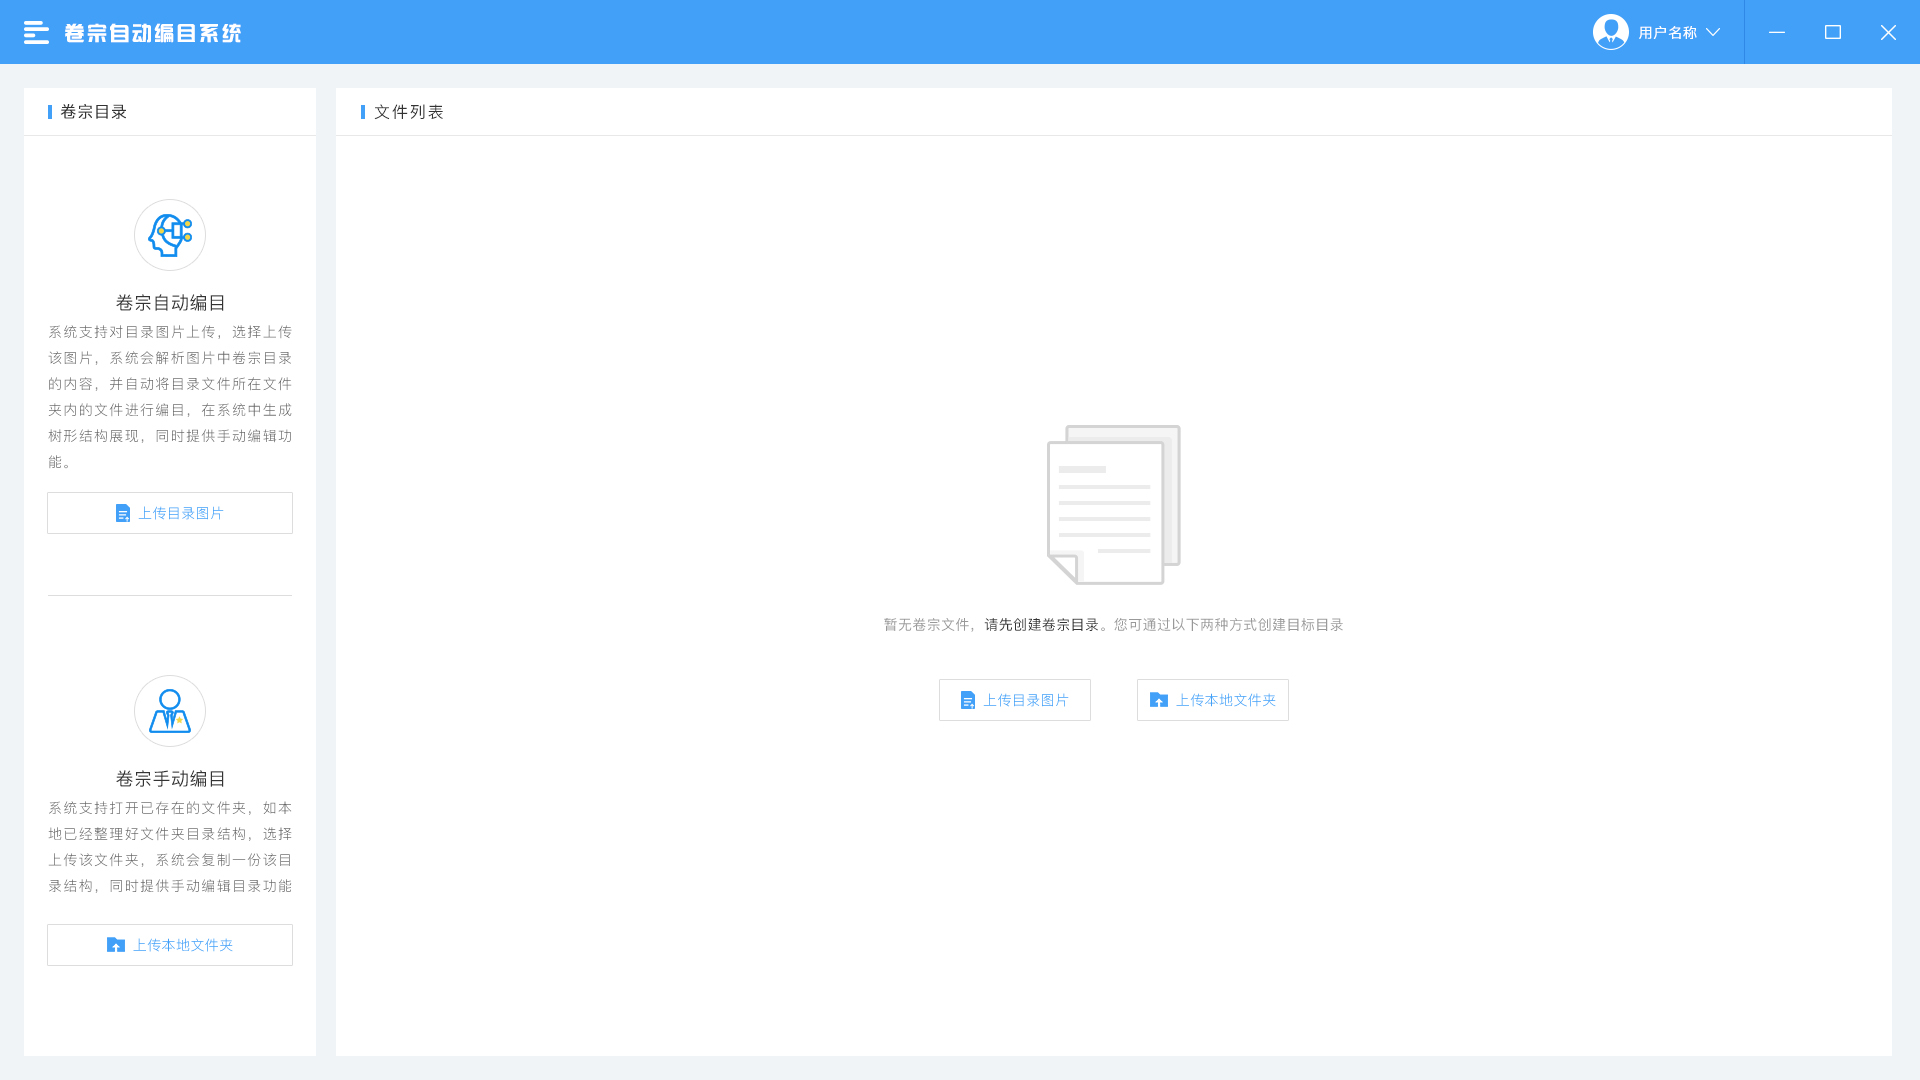 卷宗自动编目系统
用户名称
卷宗目录
卷宗自动编目
系统支持对目录图片上传，选择上传
该图片，系统会解析图片中卷宗目录
的内容，并自动将目录文件所在文件
夹内的文件进行编目，在系统中生成
树形结构展现，同时提供手动编辑功
能。
上传目录图片
卷宗手动编目
系统支持打开已存在的文件夹，如本
地已经整理好文件夹目录结构，选择
上传该文件夹，系统会复制一份该目
录结构，同时提供手动编辑目录功能
上传本地文件夹
文件列表
暂无卷宗文件，请先创建卷宗目录。您可通过以下两种方式创建目标目录
上传目录图片
上传本地文件夹